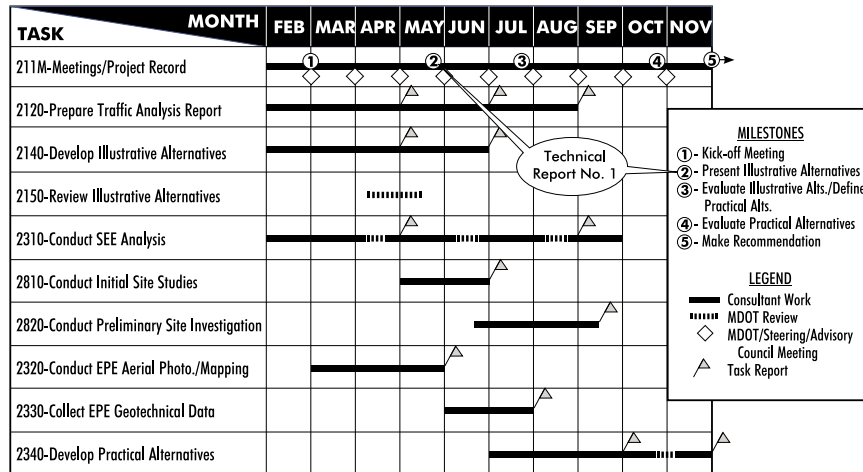 TASK MONTH FEB MAR APR MAY JUN JUL AUG SEP OCT NOV
211M-Meetings/Project Record 1 2 3 4 5
2120-Prepare Traffic Analysis Report
2140-Develop Illustrative Alternatives
2150-Review Illustrative Alternatives
2310-Conduct SEE Analysis
2810-Conduct Initial Site Studies
2820-Conduct Preliminary Site Investigation
2320-Conduct EPE Aerial Photo./Mapping
2330-Collect EPE Geotechnical Data
2340-Develop Practical Alternatives
Technical
Report No. 1
MILESTONES
1 - Kick-off Meeting
2 - Present Illustrative Alternatives
3 - Evaluate Illustrative Alts./Define
Practical Alts.
4 - Evaluate Practical Alternatives
5 - Make Recommendation
LEGEND
Consultant Work
MDOT Review
MDOT/Steering/Advisory
Council Meeting
Task Report